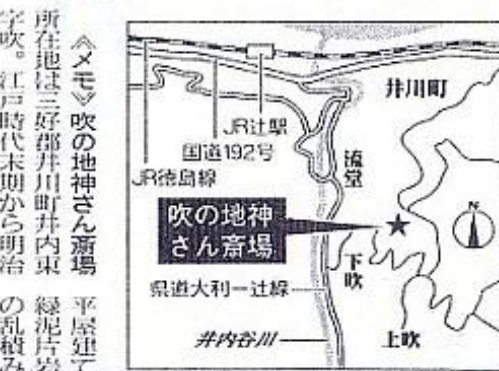 《メモ》吹の地神さん斎場
所在地は三好郡井川町井内東
字吹。江戸時代末期から明治
平屋建て
緑泥片岩
の乱積み
JR辻駅
国道192号
JR徳島線
井川町
流堂
吹の地神
さん斎場
下吹
県道大利ー辻線
井内谷川
上吹
N